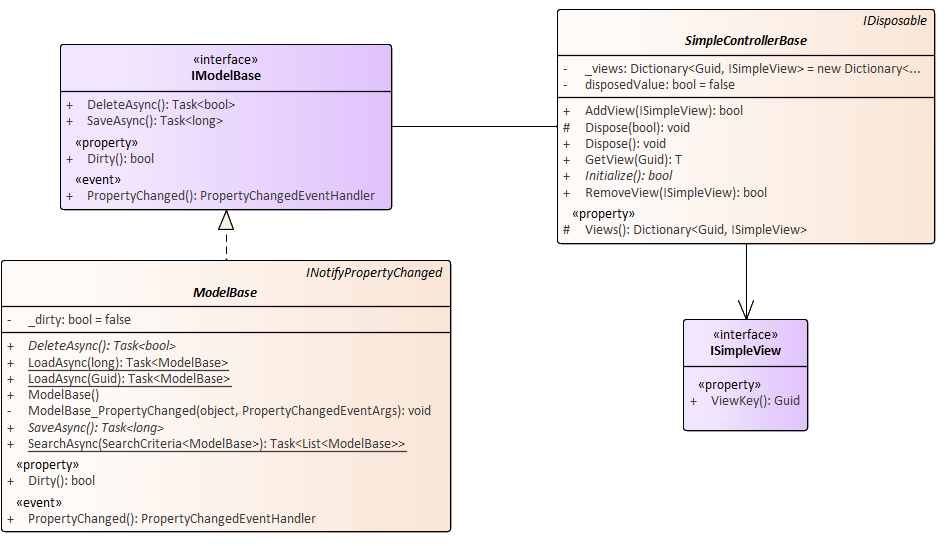 «interface»
IModelBase
+ DeleteAsync(): Task<bool>
+ SaveAsync(): Task<long>
«property»
+ Dirty(): bool
«event»
+ PropertyChanged(): PropertyChangedEventHandler
IDisposable
SimpleControllerBase
- _views: Dictionary<Guid, ISimpleView> = new Dictionary<...
- disposedValue: bool = false
+ AddView(ISimpleView): bool
# Dispose(bool): void
+ Dispose(): void
+ GetView(Guid): T
+ Initialize(): bool
+ RemoveView(ISimpleView): bool
«property»
# Views(): Dictionary<Guid, ISimpleView>
INotifyPropertyChanged
ModelBase
- _dirty: bool = false
+ DeleteAsync(): Task<bool>
+ LoadAsync(long): Task<ModelBase>
+ LoadAsync(Guid): Task<ModelBase>
+ ModelBase()
- ModelBase_PropertyChanged(object, PropertyChangedEventArgs): void
+ SaveAsync(): Task<long>
+ SearchAsync(SearchCriteria<ModelBase>): Task<List<ModelBase>>
«property»
+ Dirty(): bool
«event»
+ PropertyChanged(): PropertyChangedEventHandler
«interface»
ISimpleView
«property»
+ ViewKey(): Guid